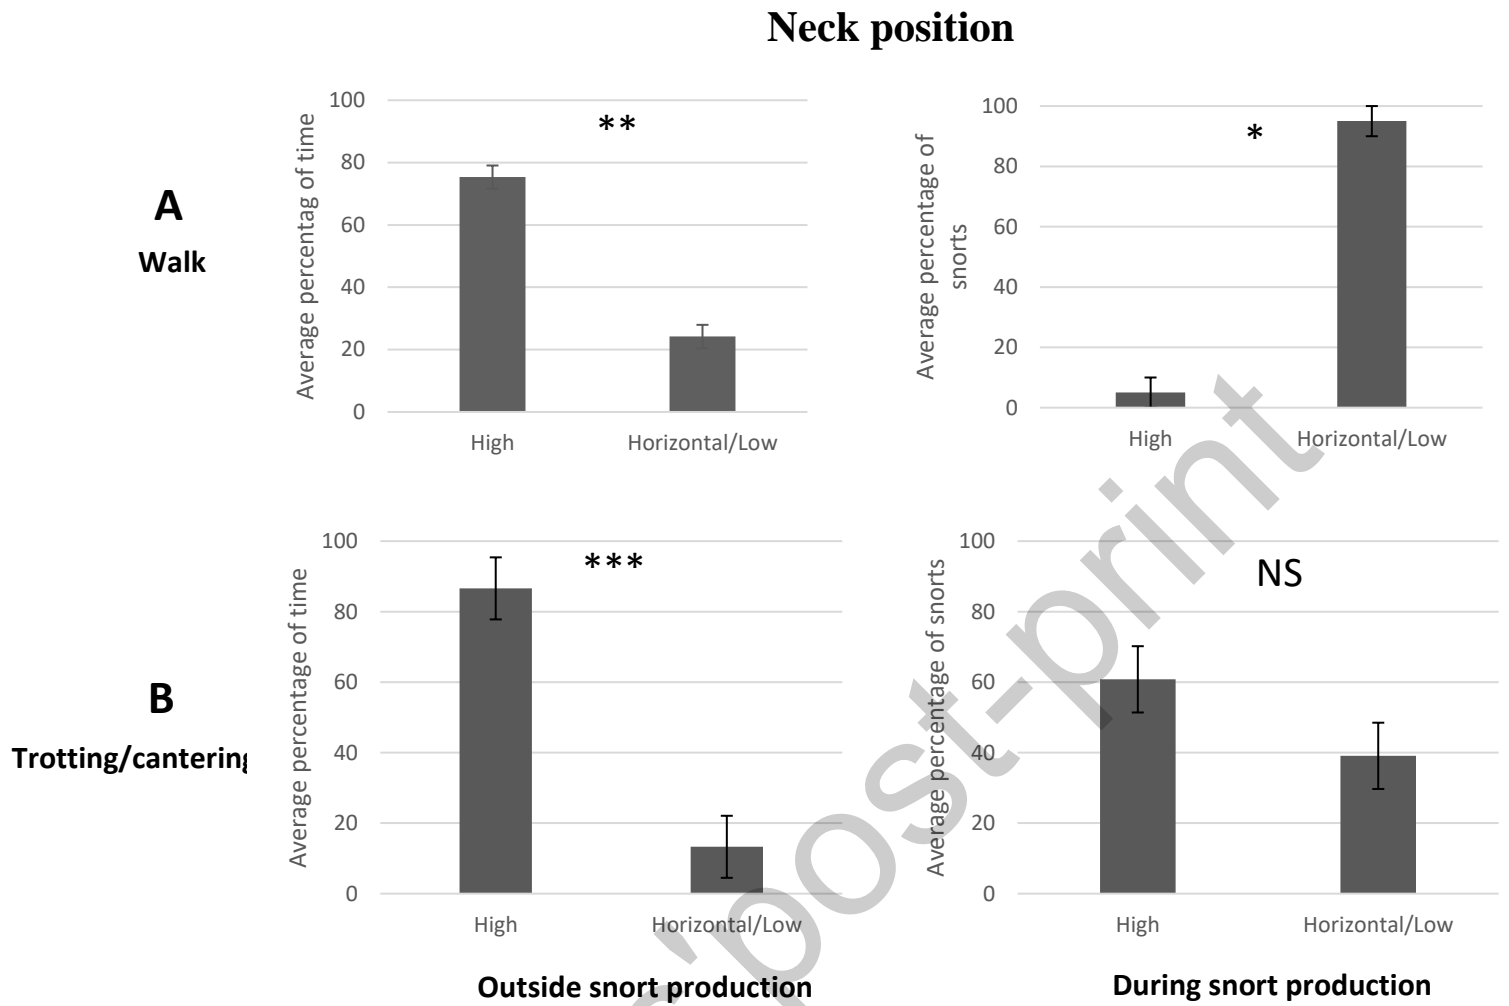 Neck position
A
Walk
Average percentag of time
100
80
60
40
20
0
**
High
Horizontal/Low
Average percentage of
snorts
100
80
60
40
20
0
*
High
Horizontal/Low
B
Trotting/cantering
Average percentage of time
100
80
60
40
20
0
***
High
Horizontal/Low
Outside snort production
Average percentage of snorts
100
80
60
40
20
0
NS
High
Horizontal/Low
During snort production
'post-print